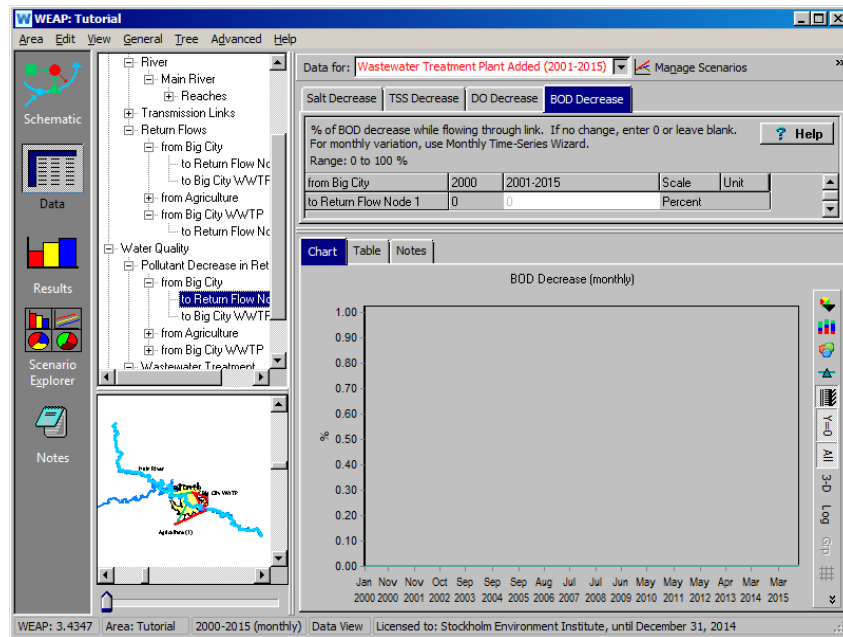 WEAP: Tutorial
Area Edit View General Tree Advanced Help
Schematic
Data
Results
Scenario
Explorer
Notes
River
Main River
Reaches
Transmission Links
Return Flows
from Big City
to Return Flow No
to Big City WWTP
from Agriculture
from Big City WWTP
to Return Flow No
Water Quality
Pollutant Decrease in Ret
from Big City
to Return Flow No
to Big City WWTP
from Agriculture
from Big City WWTP
Wastewater Treatment
Main River
Big City WWTP
Agriculture (1)
Data for: Wastewater Treatment Plant Added (2001-2015) Manage Scenarios »
Salt Decrease TSS Decrease DO Decrease BOD Decrease
% of BOD decrease while flowing through link. If no change, enter 0 or leave blank.
For monthly variation, use Monthly Time-Series Wizard.
Range: 0 to 100 %
? Help
from Big City 2000 2001-2015 Scale Unit
to Return Flow Node 1 0 0 Percent
Chart Table Notes
BOD Decrease (monthly)
%
1.00
0.90
0.80
0.70
0.60
0.50
0.40
0.30
0.20
0.10
0.00
Jan Nov Nov Oct Sep Sep Sep Aug Jul Jul Jun May May May Apr Mar Mar
2000 2000 2001 2002 2003 2004 2005 2006 2007 2008 2009 2010 2011 2012 2013 2014 2015
Y=0
All
3-D
Log
Grp
WEAP: 3.4347 Area: Tutorial 2000-2015 (monthly) Data View Licensed to: Stockholm Environment Institute, until December 31, 2014